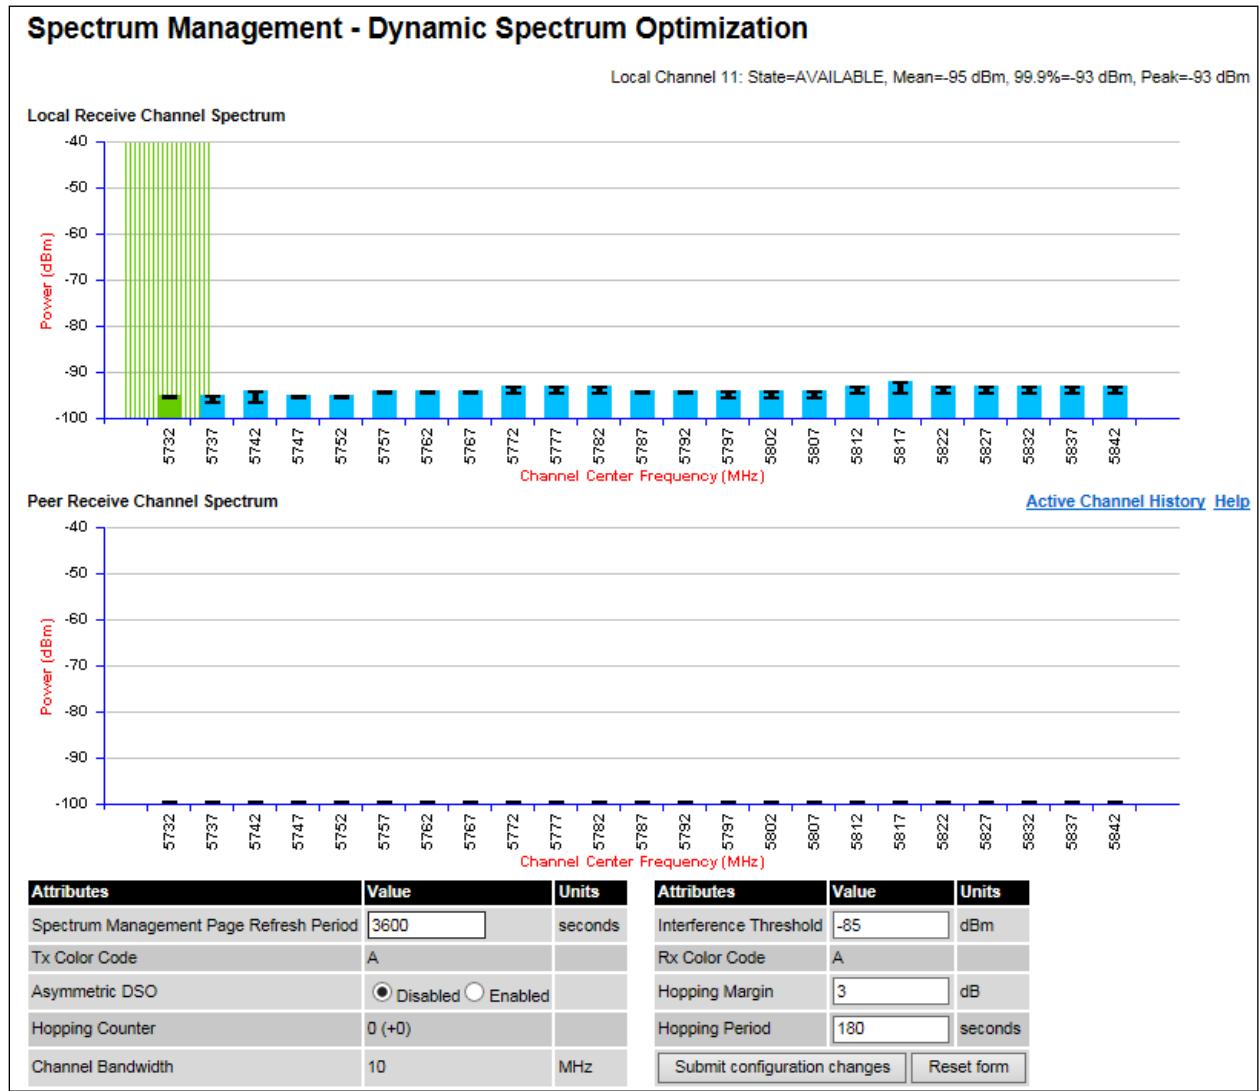 Spectrum Management - Dynamic Spectrum Optimization
Local Channel 11: State=AVAILABLE, Mean=-95 dBm, 99.9%=-93 dBm, Peak=-93 dBm
Local Receive Channel Spectrum
-40
-50
-60
-70
-80
-90
-100
Power (dBm)
5732 5737 5742 5747 5752 5757 5762 5767 5772 5777 5782 5787 5792 5797 5802 5807 5812 5817 5822 5827 5832 5837 5842
Channel Center Frequency (MHz)
Peer Receive Channel Spectrum
Active Channel History Help
-40
-50
-60
-70
-80
-90
-100
Power (dBm)
5732 5737 5742 5747 5752 5757 5762 5767 5772 5777 5782 5787 5792 5797 5802 5807 5812 5817 5822 5827 5832 5837 5842
Channel Center Frequency (MHz)
Attributes Value Units Attributes Value Units
Spectrum Management Page Refresh Period 3600 seconds Interference Threshold -85 dBm
Tx Color Code A Rx Color Code A
Asymmetric DSO Disabled Enabled Hopping Margin 3 dB
Hopping Counter 0 (+0) Hopping Period 180 seconds
Channel Bandwidth 10 MHz Submit configuration changes Reset form